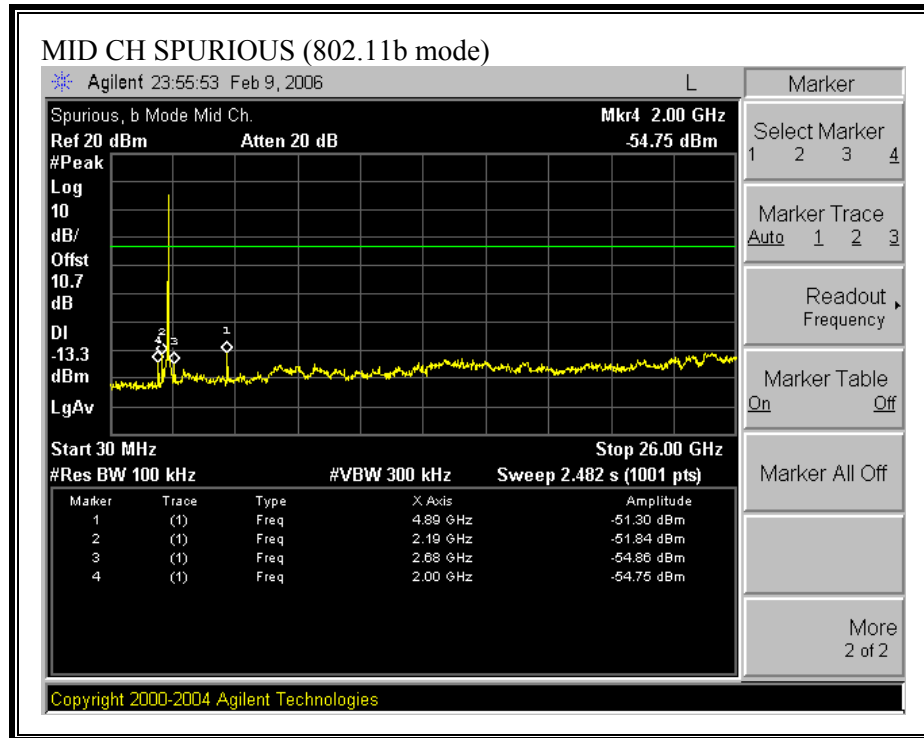 MID CH SPURIOUS (802.11b mode)
Agilent 23:55:53 Feb 9, 2006 L
Spurious, b Mode Mid Ch. Mkr4 2.00 GHz
Ref 20 dBm Atten 20 dB -54.75 dBm
#Peak
Log
10
dB/
Offst
10.7
dB
DI
-13.3
dBm
LgAv
1
2
3
4
Start 30 MHz Stop 26.00 GHz
#Res BW 100 kHz #VBW 300 kHz Sweep 2.482 s (1001 pts)
Marker Trace Type X Axis Amplitude
1 (1) Freq 4.89 GHz -51.30 dBm
2 (1) Freq 2.19 GHz -51.84 dBm
3 (1) Freq 2.68 GHz -54.86 dBm
4 (1) Freq 2.00 GHz -54.75 dBm
Marker
Select Marker
1 2 3 4
Marker Trace
Auto 1 2 3
Readout
Frequency
Marker Table
On Off
Marker All Off
More
2 of 2
Copyright 2000-2004 Agilent Technologies